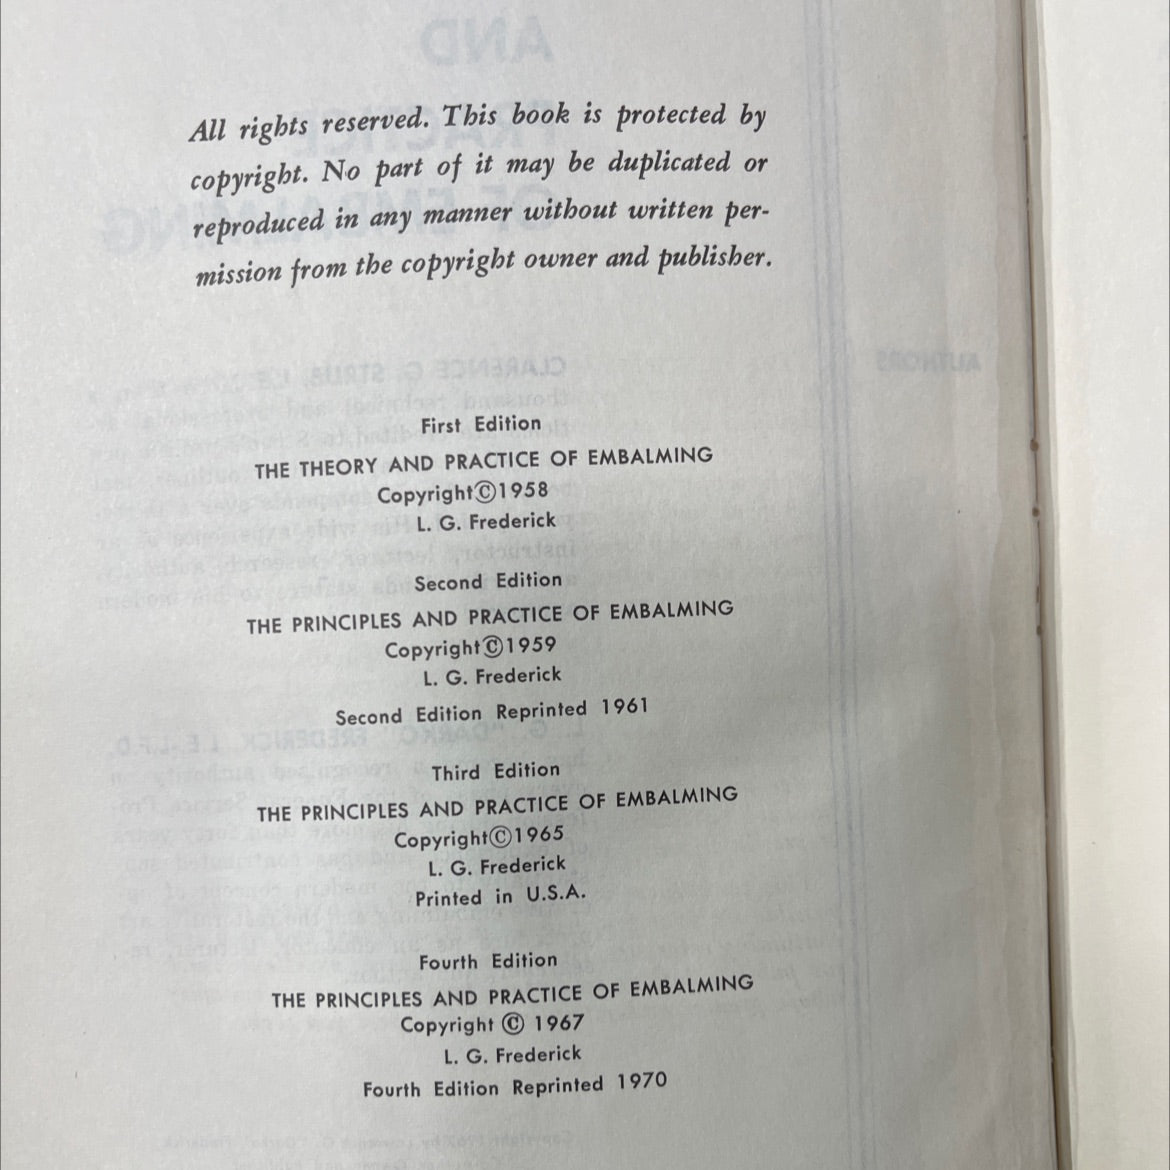 All rights reserved. This book is protected by
copyright. No part of it may be duplicated or
reproduced in any manner without written per-
mission from the copyright owner and publisher.
First Edition
THE THEORY AND PRACTICE OF EMBALMING
Copyright©1958
L. G. Frederick
Second Edition
THE PRINCIPLES AND PRACTICE OF EMBALMING
Copyright©1959
L. G. Frederick
Second Edition Reprinted 1961
Third Edition
THE PRINCIPLES AND PRACTICE OF EMBALMING
Copyright©1965
L. G. Frederick
Printed in U.S.A.
Fourth Edition
THE PRINCIPLES AND PRACTICE OF EMBALMING
Copyright © 1967
L. G. Frederick
Fourth Edition Reprinted 1970